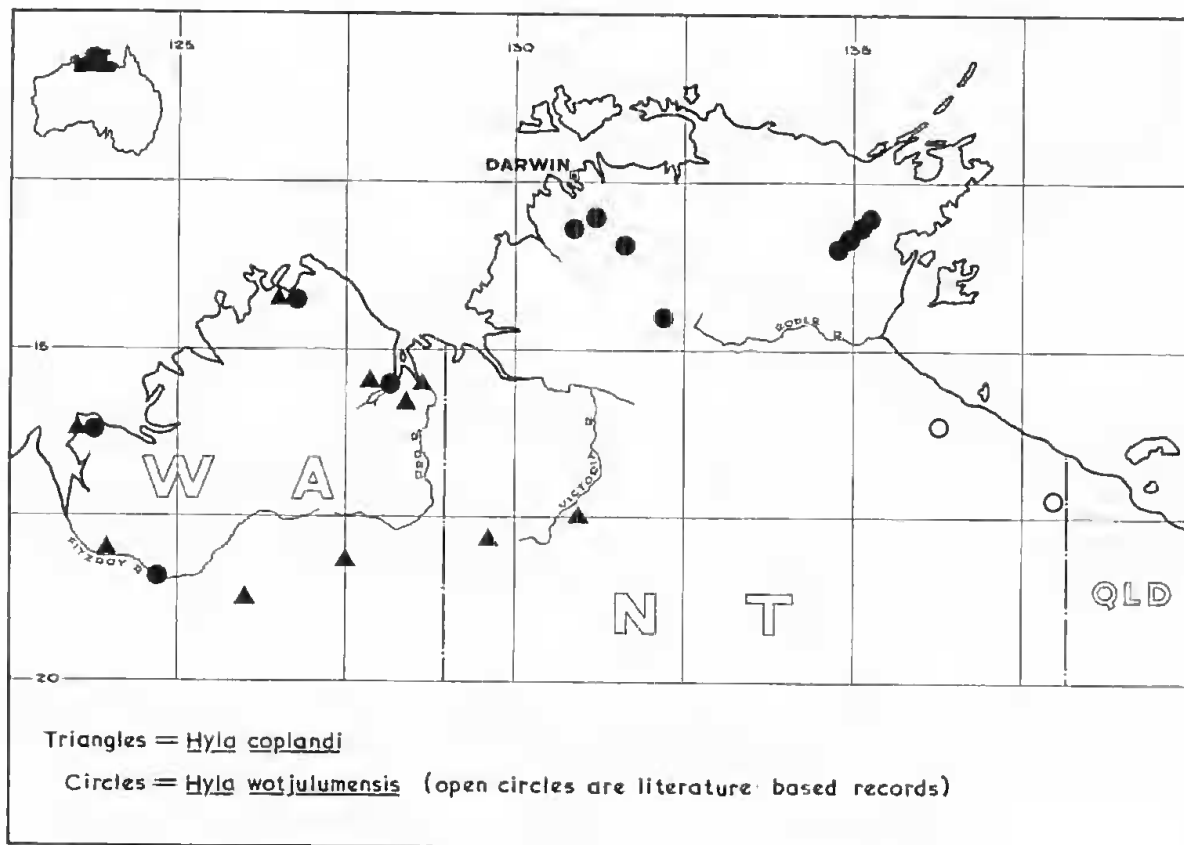 125
130
135
DARWIN
ROPER R
15
W A
ORD R
VICTORIA R
FITZROY R
N T
QLD
20
Triangles = Hyla coplandi
Circles = Hyla wotjulumensis (open circles are literature based records)